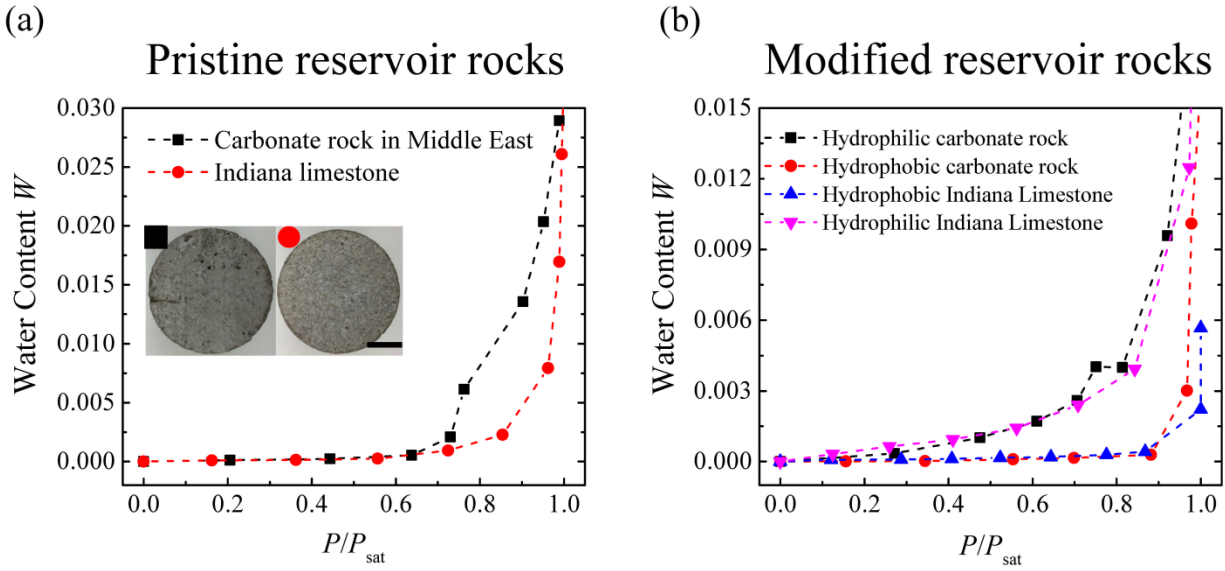 (a)
Pristine reservoir rocks
0.030
0.025
0.020
0.015
0.010
0.005
0.000
Water Content W
Carbonate rock in Middle East
Indiana limestone
0.0 0.2 0.4 0.6 0.8 1.0
P/Psat
(b)
Modified reservoir rocks
0.015
0.012
0.009
0.006
0.003
0.000
Water Content W
Hydrophilic carbonate rock
Hydrophobic carbonate rock
Hydrophobic Indiana Limestone
Hydrophilic Indiana Limestone
0.0 0.2 0.4 0.6 0.8 1.0
P/Psat